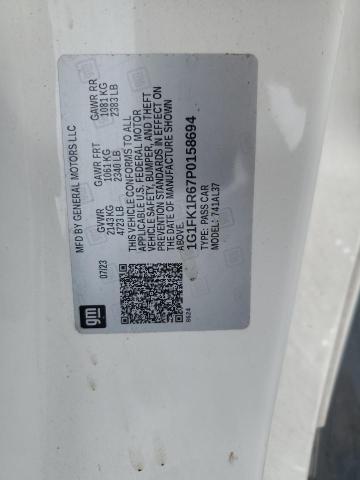 MFD BY GENERAL MOTORS LLC
07/23
GVWR
2143 KG
4723 LB
GAWR FRT
1061 KG
2340 LB
GAWR RR
1081 KG
2383 LB
THIS VEHICLE CONFORMS TO ALL
APPLICABLE U.S. FEDERAL MOTOR
VEHICLE SAFETY, BUMPER, AND THEFT
PREVENTION STANDARDS IN EFFECT ON
THE DATE OF MANUFACTURE SHOWN
ABOVE.
1G1FK1R67P0158694
TYPE: PASS CAR
MODEL: 741AL37
gm
8624